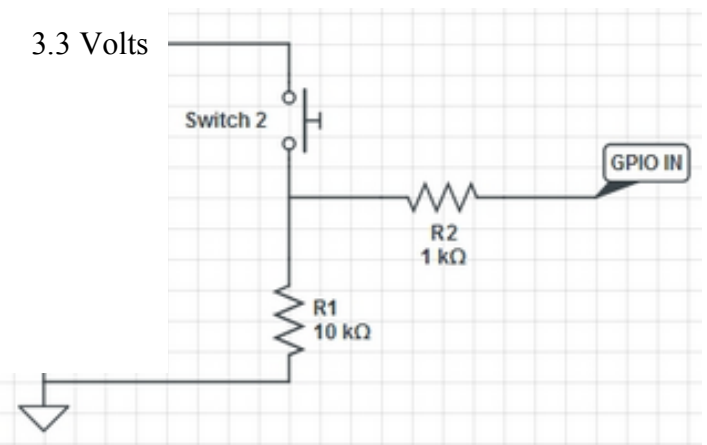 3.3 Volts
Switch 2
GPIO IN
R2
1 kΩ
R1
10 kΩ